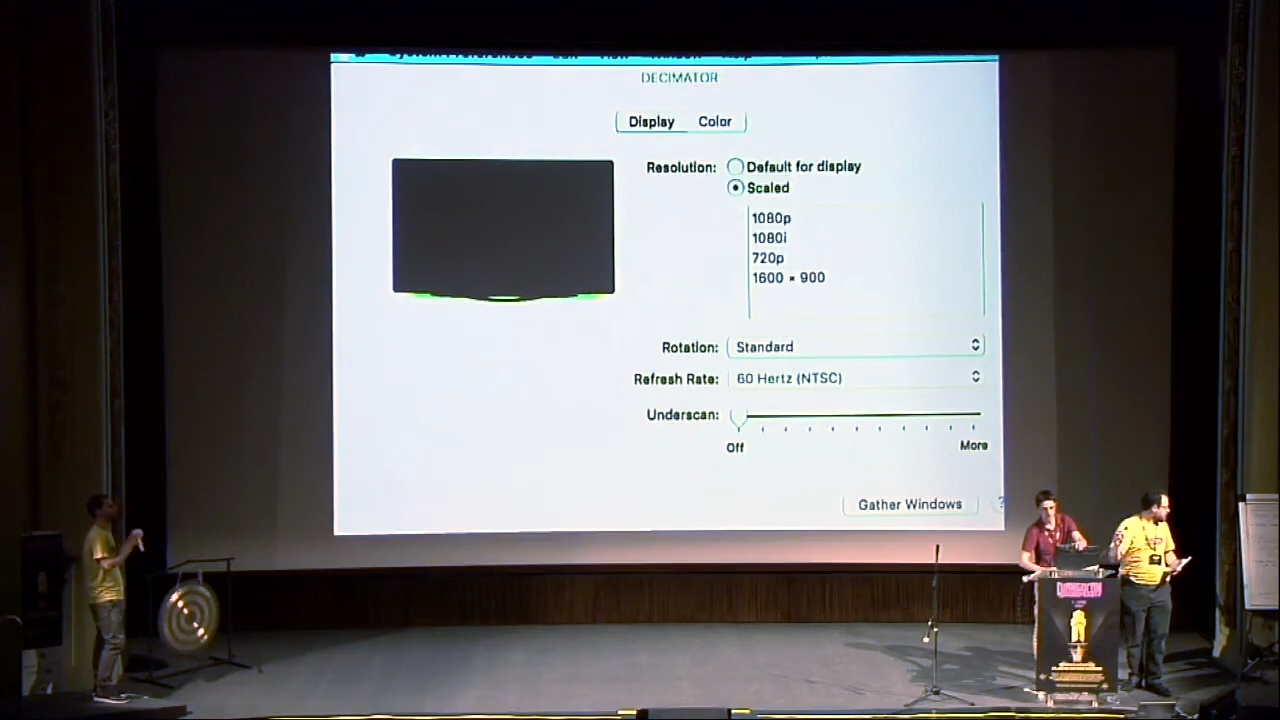 DECIMATOR
Display Color
Resolution: Default for display
Scaled
1080p
1080i
720p
1600 × 900
Rotation: Standard
Refresh Rate: 60 Hertz (NTSC)
Underscan:
Off More
Gather Windows ?